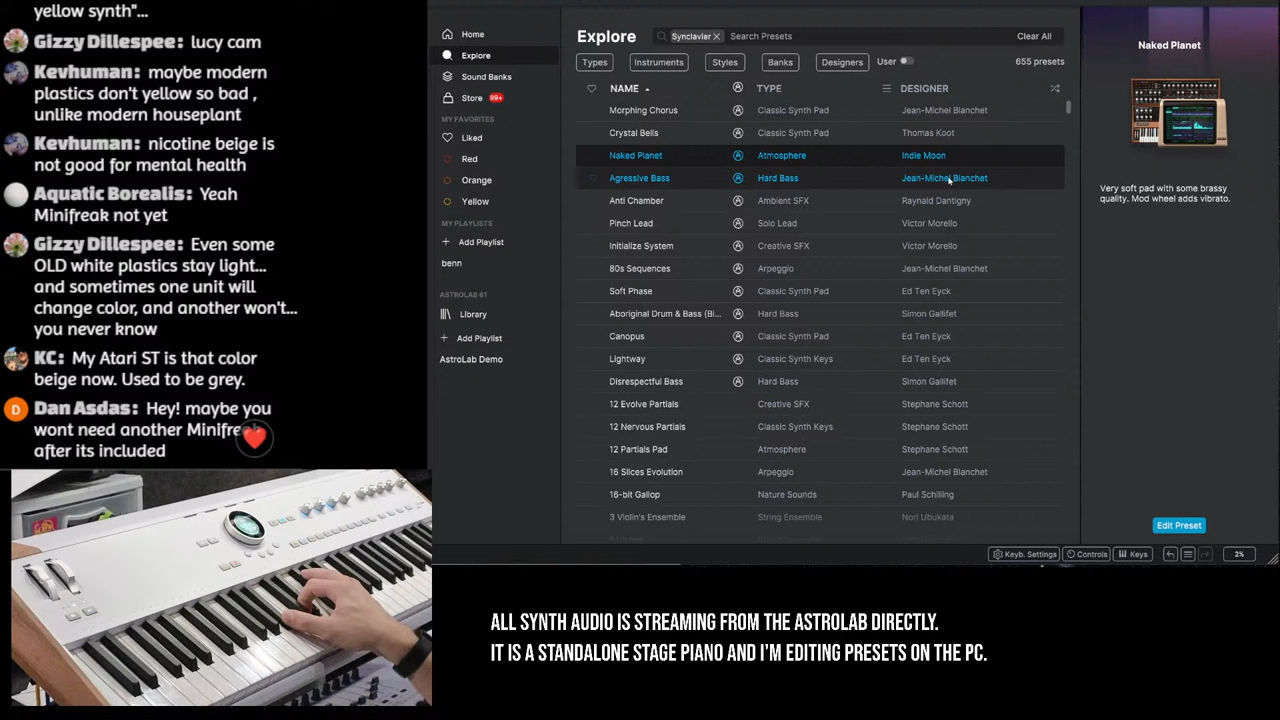 yellow synth"...
Gizzy Dillespee: lucy cam
Kevhuman: maybe modern
plastics don't yellow so bad ,
unlike modern houseplant
Kevhuman: nicotine beige is
not good for mental health
Aquatic Borealis: Yeah
Minifreak not yet
Gizzy Dillespee: Even some
OLD white plastics stay light...
and sometimes one unit will
change color, and another won't...
you never know
KC: My Atari ST is that color
beige now. Used to be grey.
D Dan Asdas: Hey! maybe you
wont need another Minifreak
after its included
Home
Explore
Sound Banks
Store 99+
MY FAVORITES
Liked
Red
Orange
Yellow
MY PLAYLISTS
+ Add Playlist
benn
ASTROLAB 61
Library
+ Add Playlist
AstroLab Demo
Explore Synclavier Search Presets Clear All
Types Instruments Styles Banks Designers User 655 presets
NAME TYPE DESIGNER
Morphing Chorus Classic Synth Pad Jean-Michel Blanchet
Crystal Bells Classic Synth Pad Thomas Koot
Naked Planet Atmosphere Indie Moon
Agressive Bass Hard Bass Jean-Michel Blanchet
Anti Chamber Ambient SFX Raynald Dantigny
Pinch Lead Solo Lead Victor Morello
Initialize System Creative SFX Victor Morello
80s Sequences Arpeggio Jean-Michel Blanchet
Soft Phase Classic Synth Pad Ed Ten Eyck
Aboriginal Drum & Bass (Bi... Hard Bass Simon Gallifet
Canopus Classic Synth Pad Ed Ten Eyck
Lightway Classic Synth Keys Ed Ten Eyck
Disrespectful Bass Hard Bass Simon Gallifet
12 Evolve Partials Creative SFX Stephane Schott
12 Nervous Partials Classic Synth Keys Stephane Schott
12 Partials Pad Atmosphere Stephane Schott
16 Slices Evolution Arpeggio Jean-Michel Blanchet
16-bit Gallop Nature Sounds Paul Schilling
3 Violin's Ensemble String Ensemble Nori Ubukata
Naked Planet
Very soft pad with some brassy
quality. Mod wheel adds vibrato.
Edit Preset
Keyb. Settings Controls Keys 2%
ALL SYNTH AUDIO IS STREAMING FROM THE ASTROLAB DIRECTLY.
IT IS A STANDALONE STAGE PIANO AND I'M EDITING PRESETS ON THE PC.